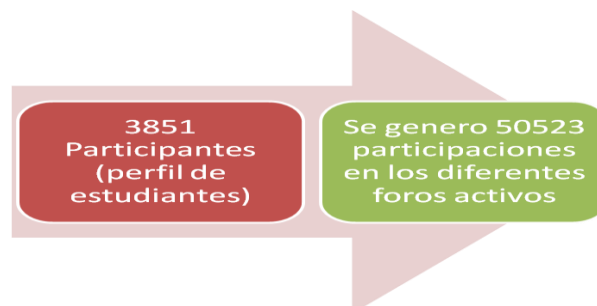 3851
Participantes
(perfil de
estudiantes)
Se genero 50523
participaciones
en los diferentes
foros activos